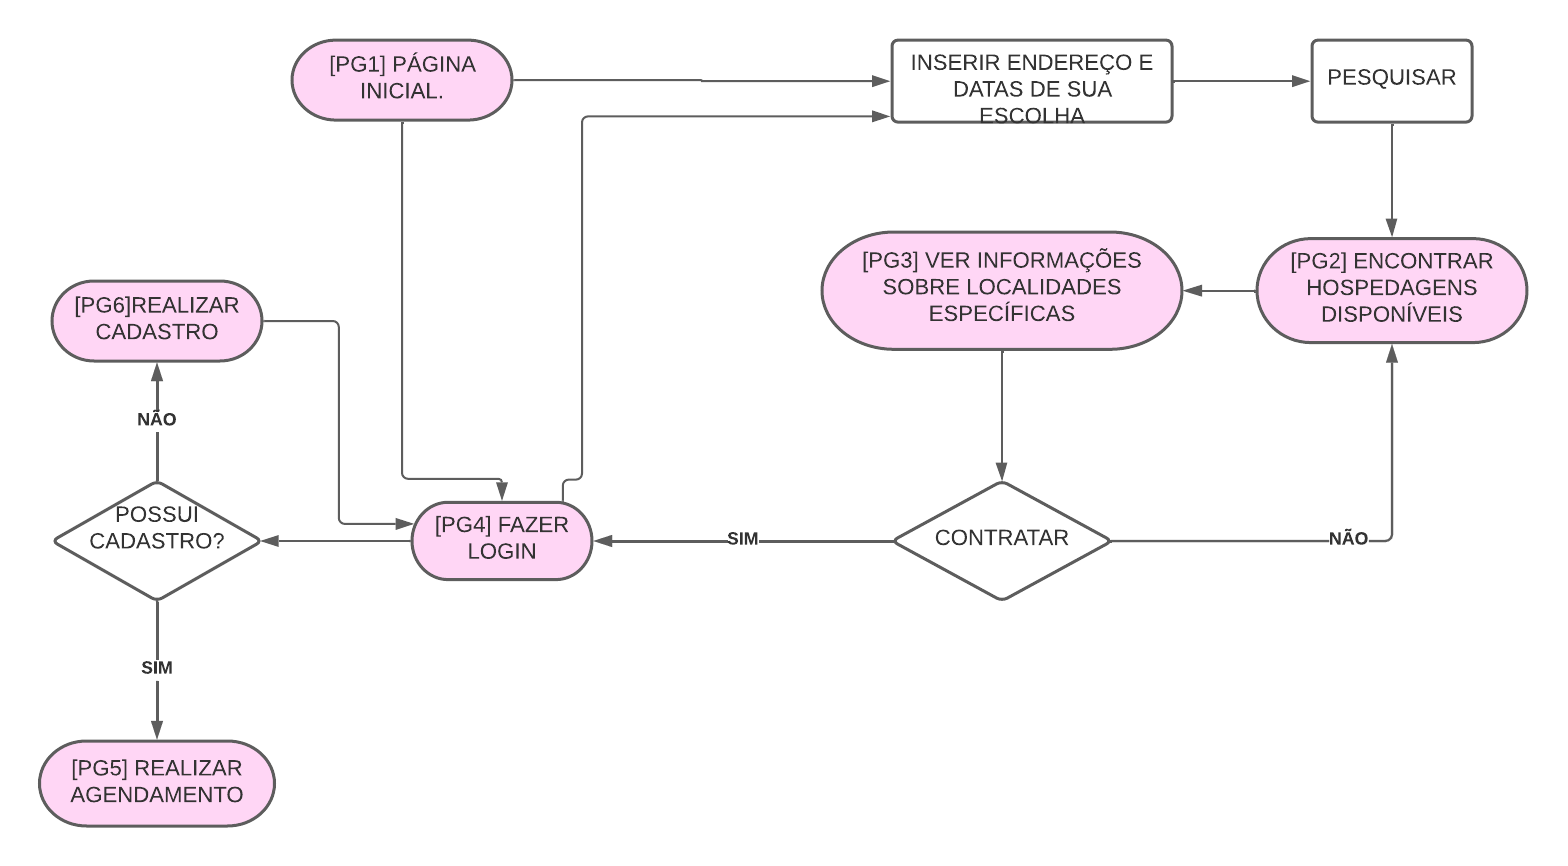 [PG1] PÁGINA
INICIAL.
INSERIR ENDEREÇO E
DATAS DE SUA
ESCOLHA
PESQUISAR
[PG3] VER INFORMAÇÕES
SOBRE LOCALIDADES
ESPECÍFICAS
[PG2] ENCONTRAR
HOSPEDAGENS
DISPONÍVEIS
[PG6]REALIZAR
CADASTRO
NÃO
POSSUI
CADASTRO?
[PG4] FAZER
LOGIN
SIM
CONTRATAR
NÃO
SIM
[PG5] REALIZAR
AGENDAMENTO